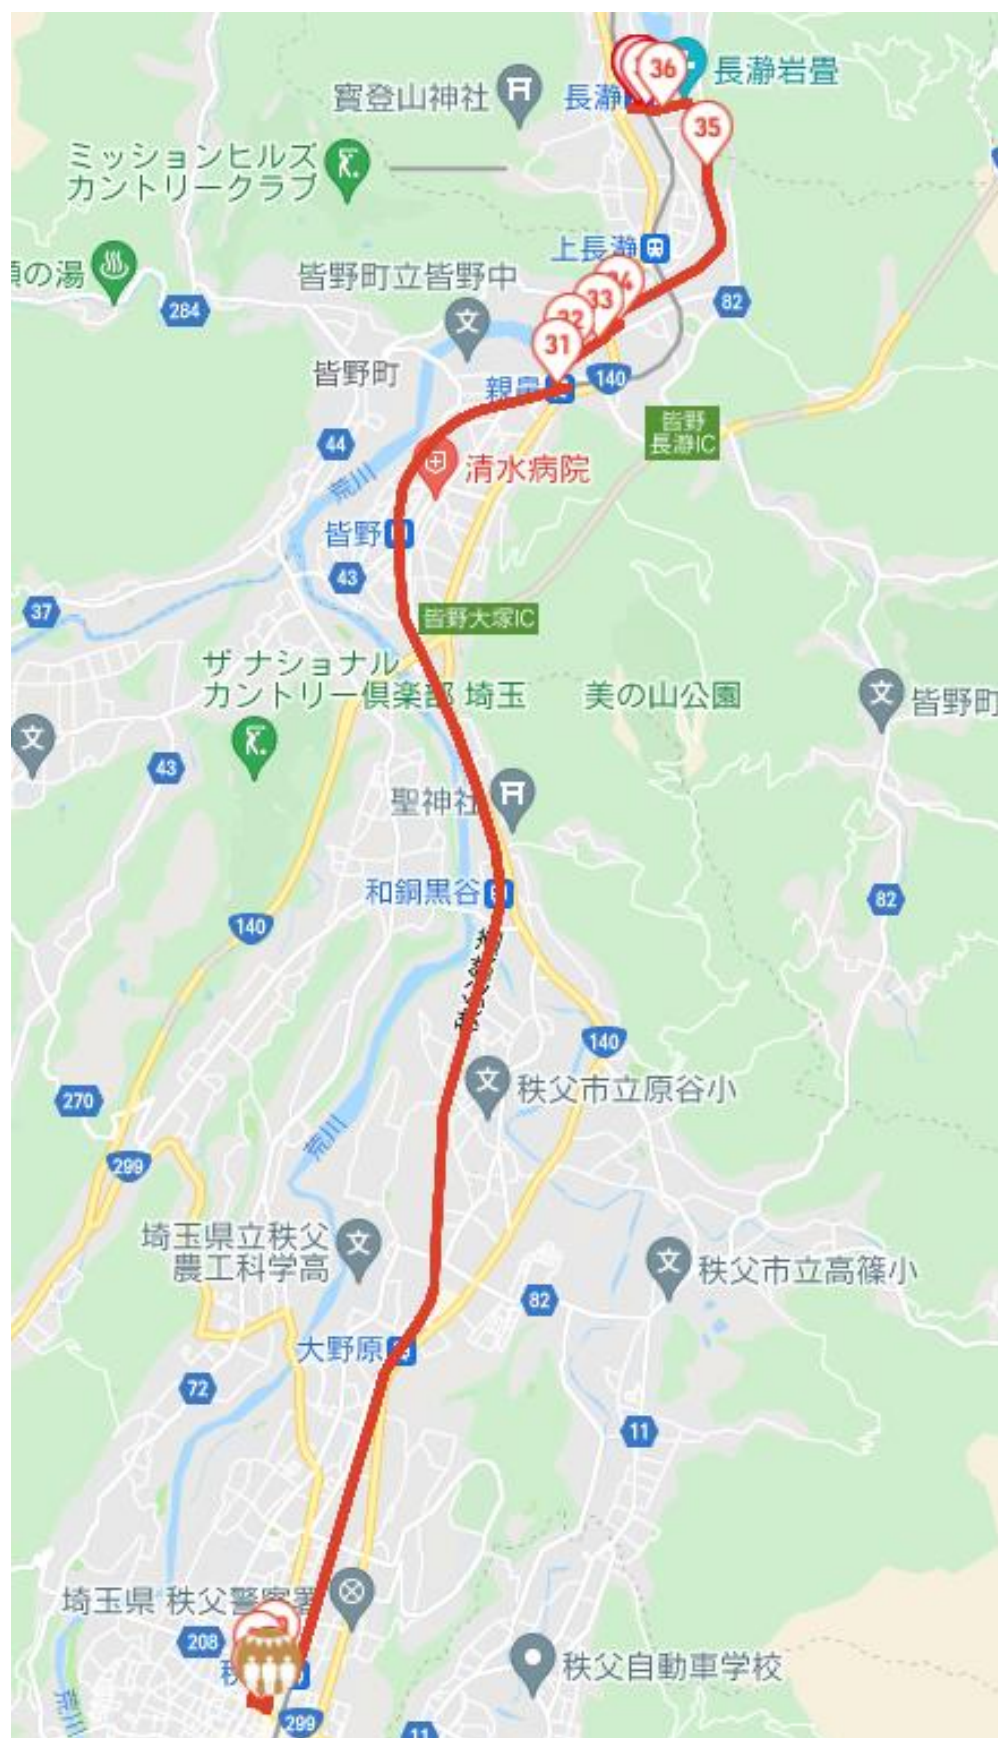 36
長瀞岩畳
寳登山神社
長瀞
35
ミッションヒルズ
カントリークラブ
上長瀞
の湯
皆野町立皆野中
284
33
82
31
皆野町
140
皆野
長瀞IC
44
荒川
清水病院
皆野
43
37
皆野大塚IC
ザ ナショナル
カントリー倶楽部 埼玉
美の山公園
皆野町
43
聖神社
和銅黒谷
82
140
140
秩父市立原谷小
270
荒川
299
埼玉県立秩父
農工科学高
秩父市立高篠小
82
大野原
72
11
埼玉県 秩父警察署
208
秩父自動車学校
荒川
299
11